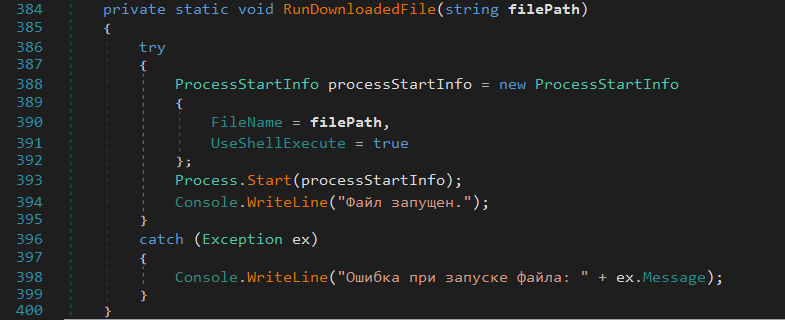 384 private static void RunDownloadedFile(string filePath)
385 {
386 try
387 {
388 ProcessStartInfo processStartInfo = new ProcessStartInfo
389 {
390 FileName = filePath,
391 UseShellExecute = true
392 };
393 Process.Start(processStartInfo);
394 Console.WriteLine("Файл запущен.");
395 }
396 catch (Exception ex)
397 {
398 Console.WriteLine("Ошибка при запуске файла: " + ex.Message);
399 }
400 }